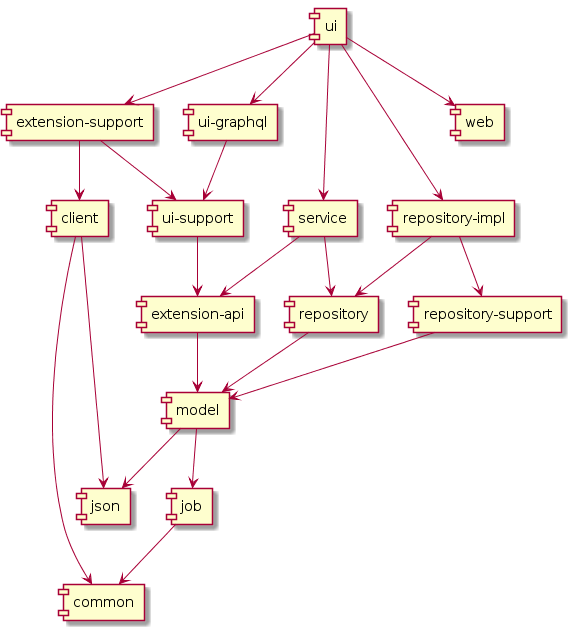 ui
extension-support
ui-graphql
web
client
ui-support
service
repository-impl
extension-api
repository
repository-support
model
json
job
common